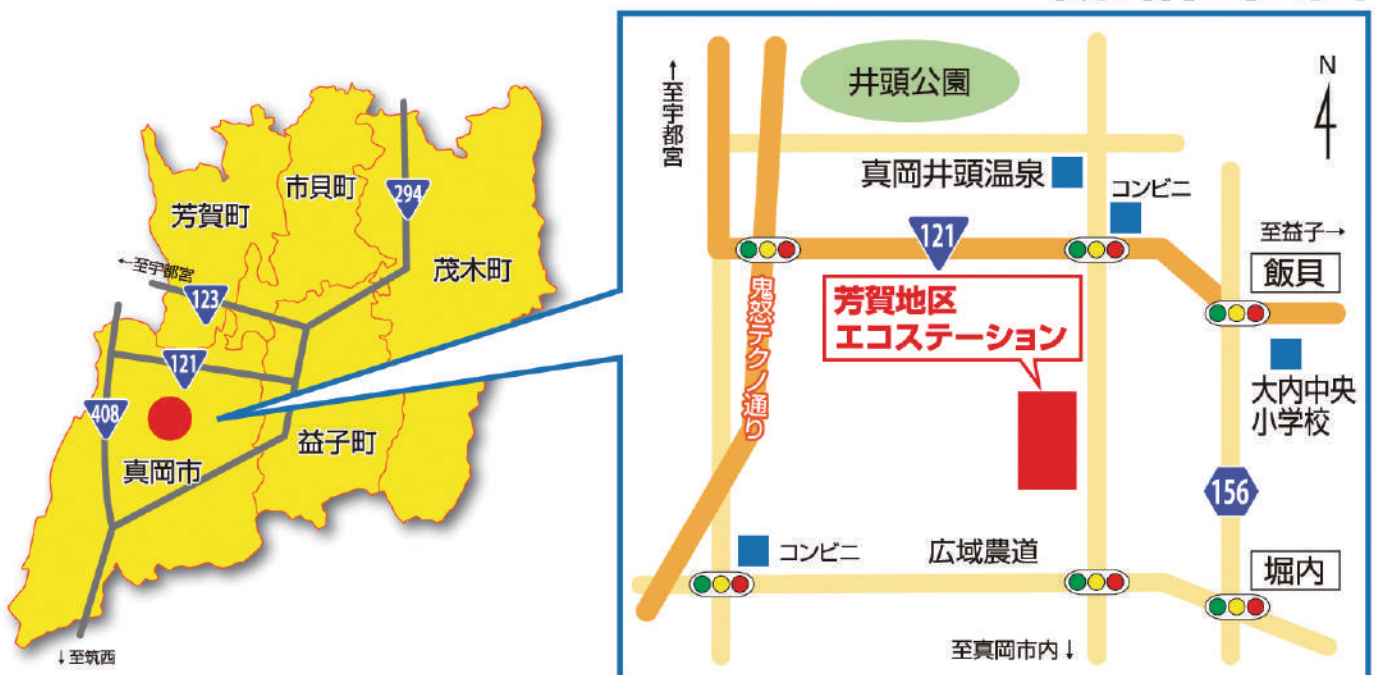 市貝町
芳賀町
294
茂木町
←至宇都宮
123
121
408
益子町
真岡市
↓至筑西
↑至宇都宮
井頭公園
N
真岡井頭温泉
コンビニ
121
至益子→
飯貝
鬼怒テクノ通り
芳賀地区
エコステーション
大内中央
小学校
156
コンビニ
広域農道
堀内
至真岡市内↓